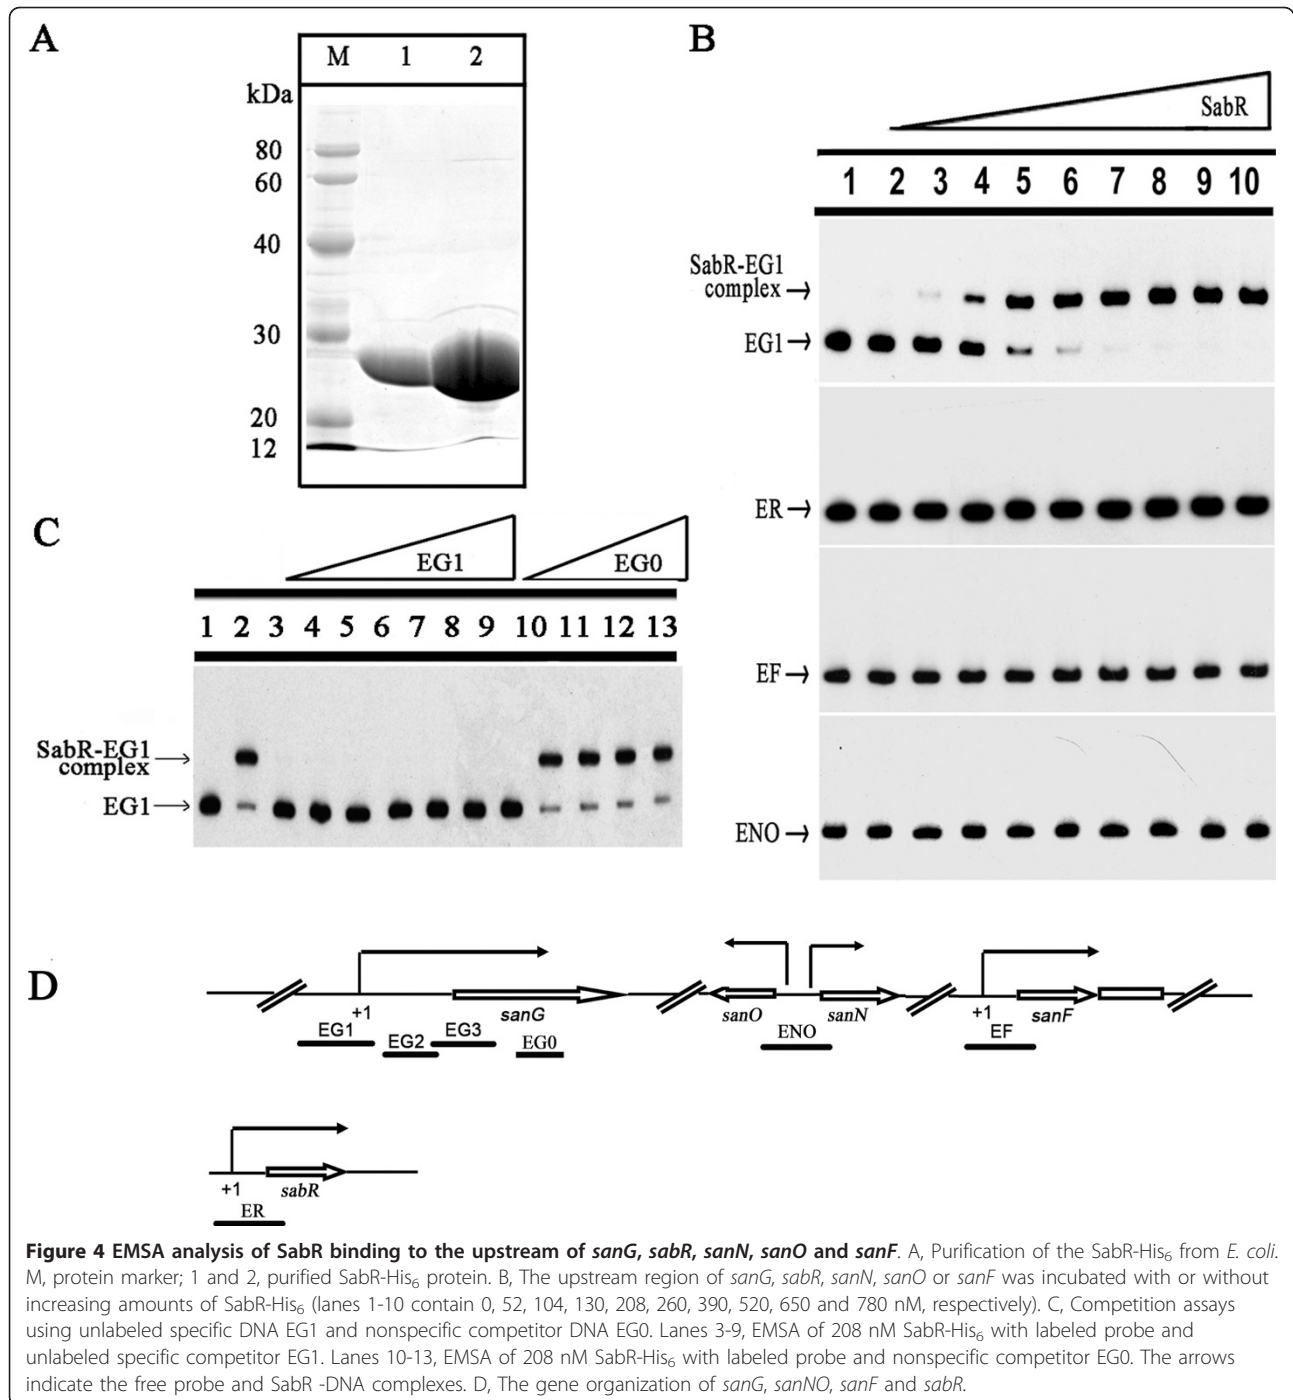 A
M 1 2
kDa
80
60
40
30
20
12
B
SabR
1 2 3 4 5 6 7 8 9 10
SabR-EG1
complex
EG1
ER
EF
ENO
C
EG1 EG0
1 2 3 4 5 6 7 8 9 10 11 12 13
SabR-EG1
complex
EG1
D
+1 sanG sanO sanN +1 sanF
EG1 EG2 EG3 EG0 ENO EF
+1 sabR
ER
Figure 4 EMSA analysis of SabR binding to the upstream of sanG, sabR, sanN, sanO and sanF. A, Purification of the SabR-His6 from E. coli.
M, protein marker; 1 and 2, purified SabR-His6 protein. B, The upstream region of sanG, sabR, sanN, sanO or sanF was incubated with or without
increasing amounts of SabR-His6 (lanes 1-10 contain 0, 52, 104, 130, 208, 260, 390, 520, 650 and 780 nM, respectively). C, Competition assays
using unlabeled specific DNA EG1 and nonspecific competitor DNA EG0. Lanes 3-9, EMSA of 208 nM SabR-His6 with labeled probe and
unlabeled specific competitor EG1. Lanes 10-13, EMSA of 208 nM SabR-His6 with labeled probe and nonspecific competitor EG0. The arrows
indicate the free probe and SabR -DNA complexes. D, The gene organization of sanG, sanNO, sanF and sabR.